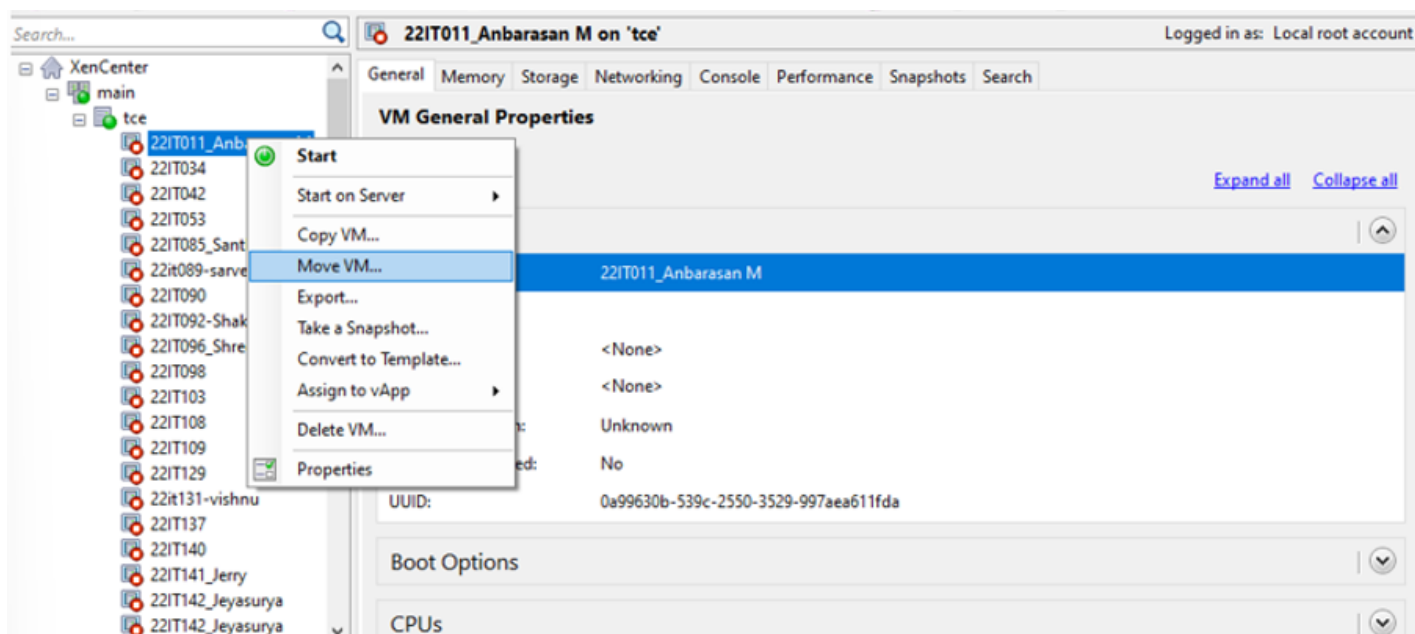 Search...
22IT011_Anbarasan M on 'tce'
Logged in as: Local root account
XenCenter
main
tce
22IT011_Anb
22IT034
22IT042
22IT053
22IT085_Sant
22it089-sarve
22IT090
22IT092-Shak
22IT096_Shre
22IT098
22IT103
22IT108
22IT109
22IT129
22it131-vishnu
22IT137
22IT140
22IT141_Jerry
22IT142_Jeyasurya
22IT142_Jeyasurya
Start
Start on Server
Copy VM...
Move VM...
Export...
Take a Snapshot...
Convert to Template...
Assign to vApp
Delete VM...
Properties
General Memory Storage Networking Console Performance Snapshots Search
VM General Properties
Expand all Collapse all
22IT011_Anbarasan M
<None>
<None>
Unknown
ed: No
UUID: 0a99630b-539c-2550-3529-997aea611fda
Boot Options
CPUs